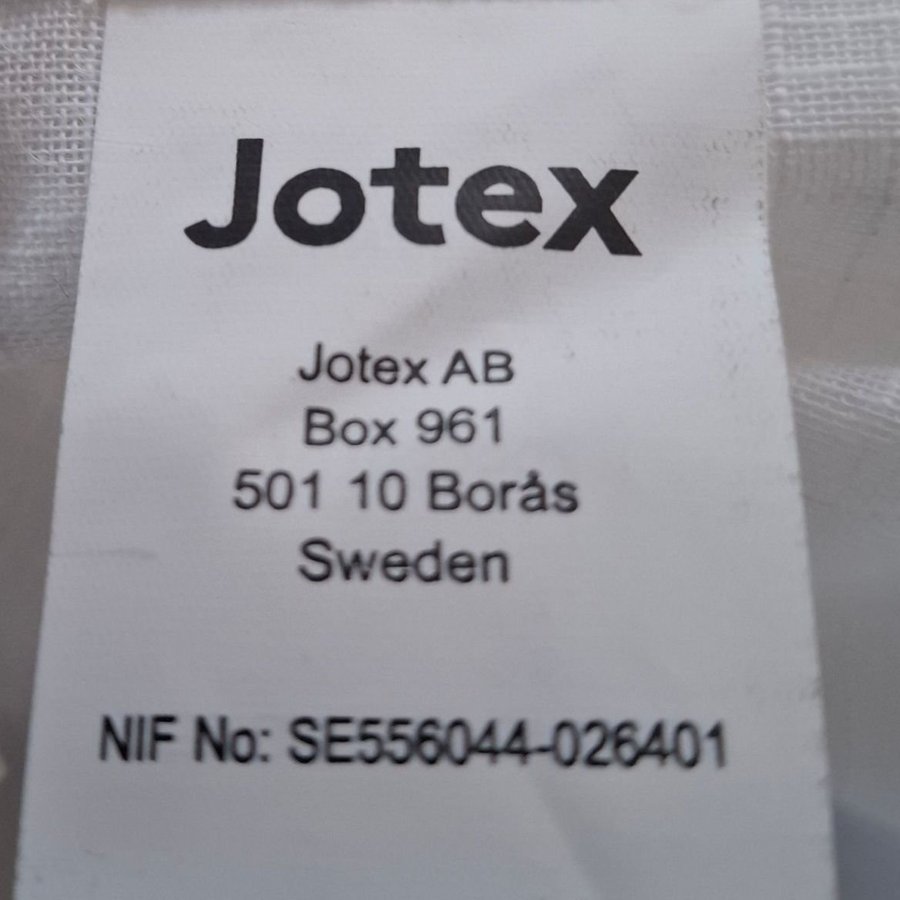 Jotex
Jotex AB
Box 961
501 10 Borås
Sweden
NIF No: SE556044-026401